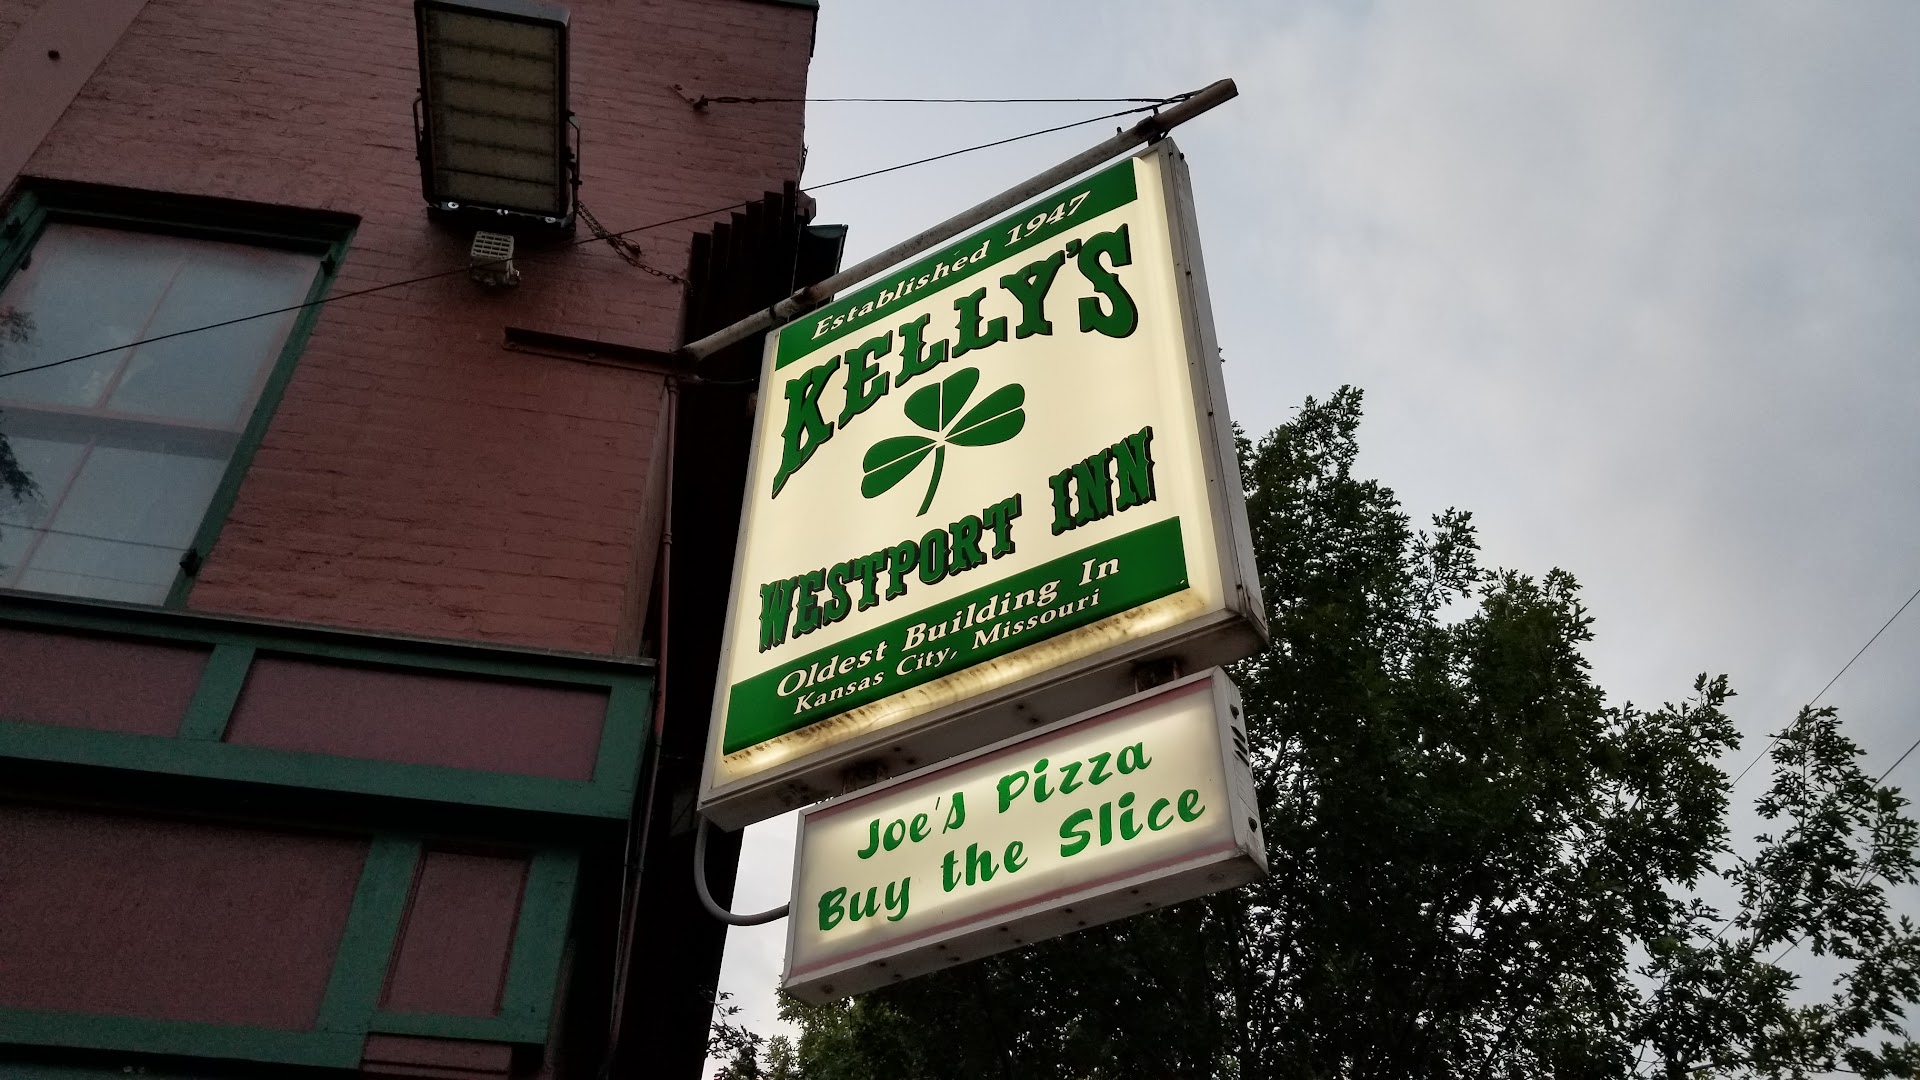 Established 1947
KELLY'S
WESTPORT INN
Oldest Building In
Kansas City, Missouri
Joe's Pizza
Buy the Slice